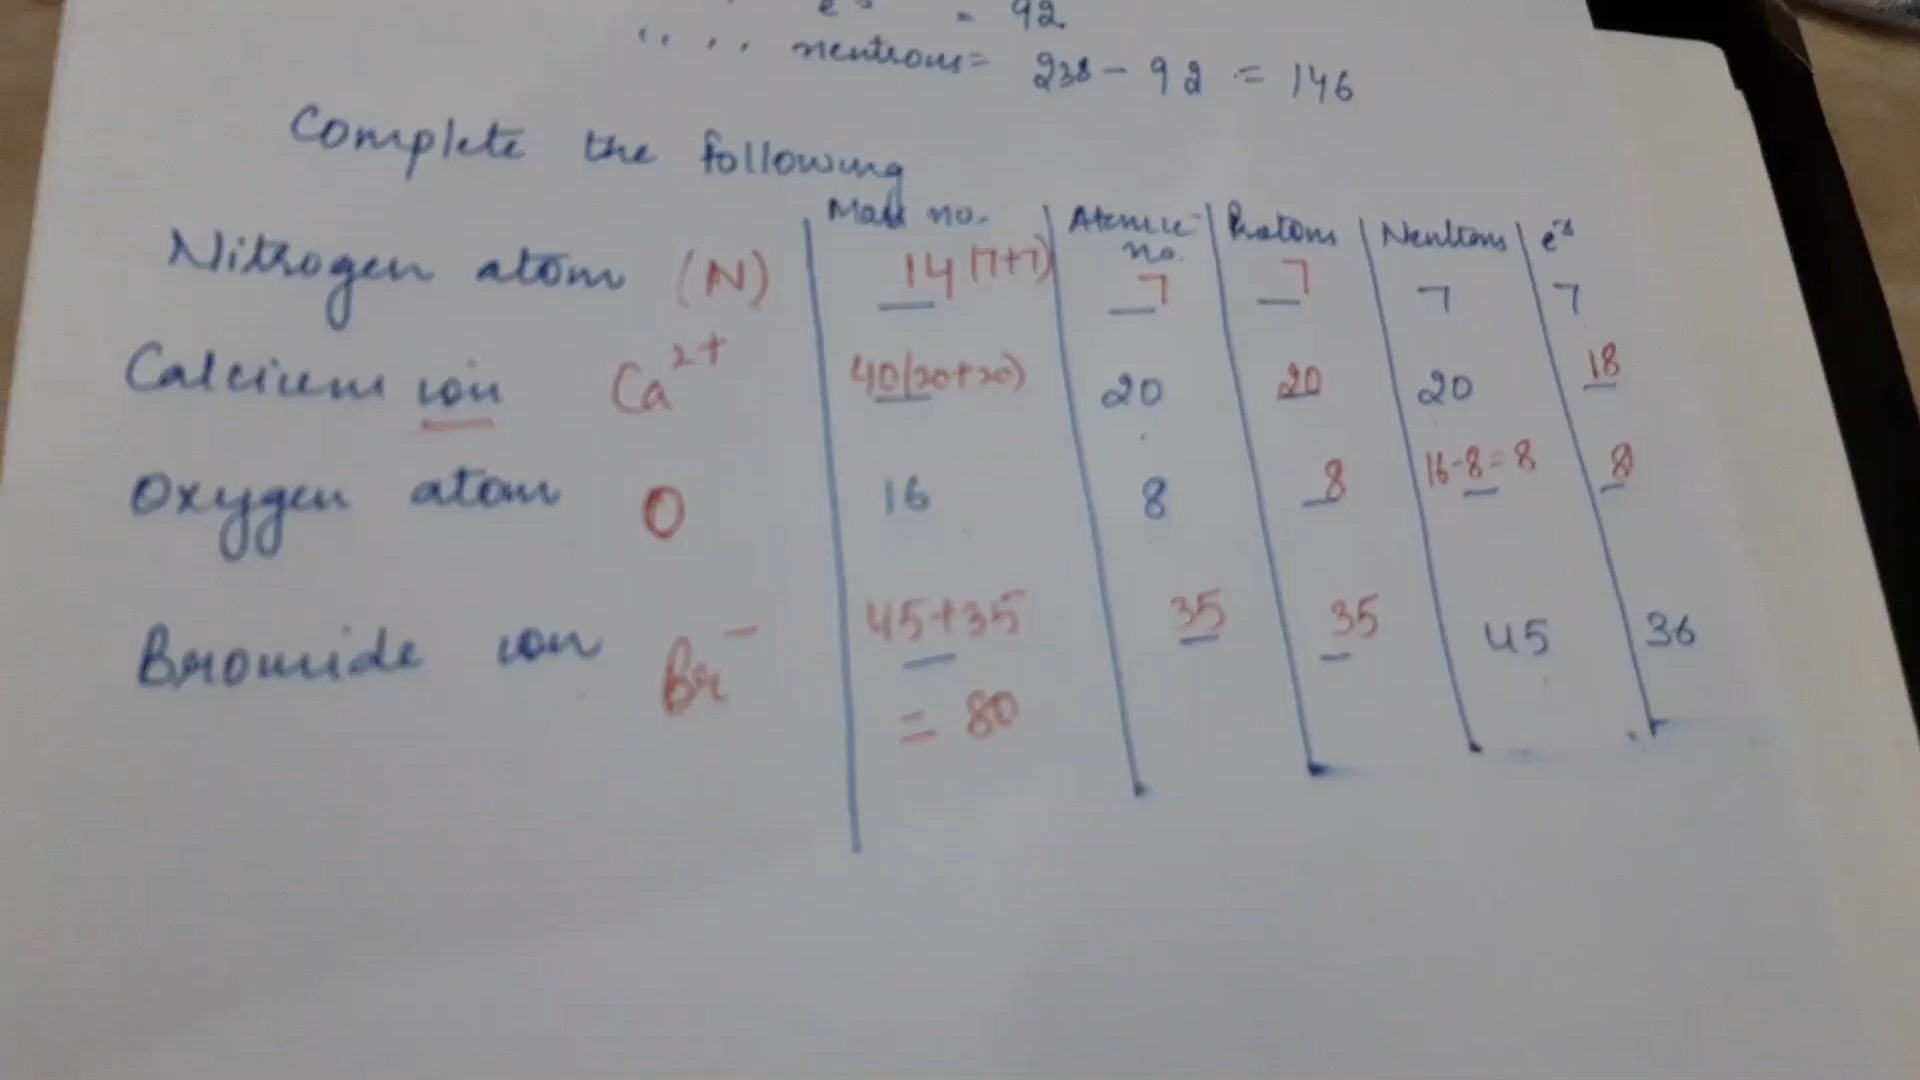 e⁻s = 92
" " neutrons = 238 - 92 = 146
Complete the following
Mass no. Atomic no. Protons Neutrons e⁻s
Nitrogen atom (N) 14 (7+7) 7 7 7 7
Calcium ion Ca²⁺ 40(20+20) 20 20 20 18
Oxygen atom O 16 8 8 16-8=8 8
Bromide ion Br⁻ 45+35 35 35 45 36
= 80